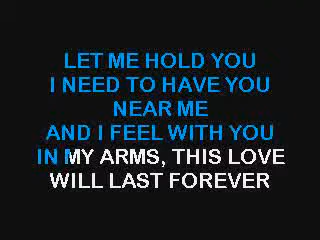 LET ME HOLD YOU
I NEED TO HAVE YOU
NEAR ME
AND I FEEL WITH YOU
IN MY ARMS, THIS LOVE
WILL LAST FOREVER